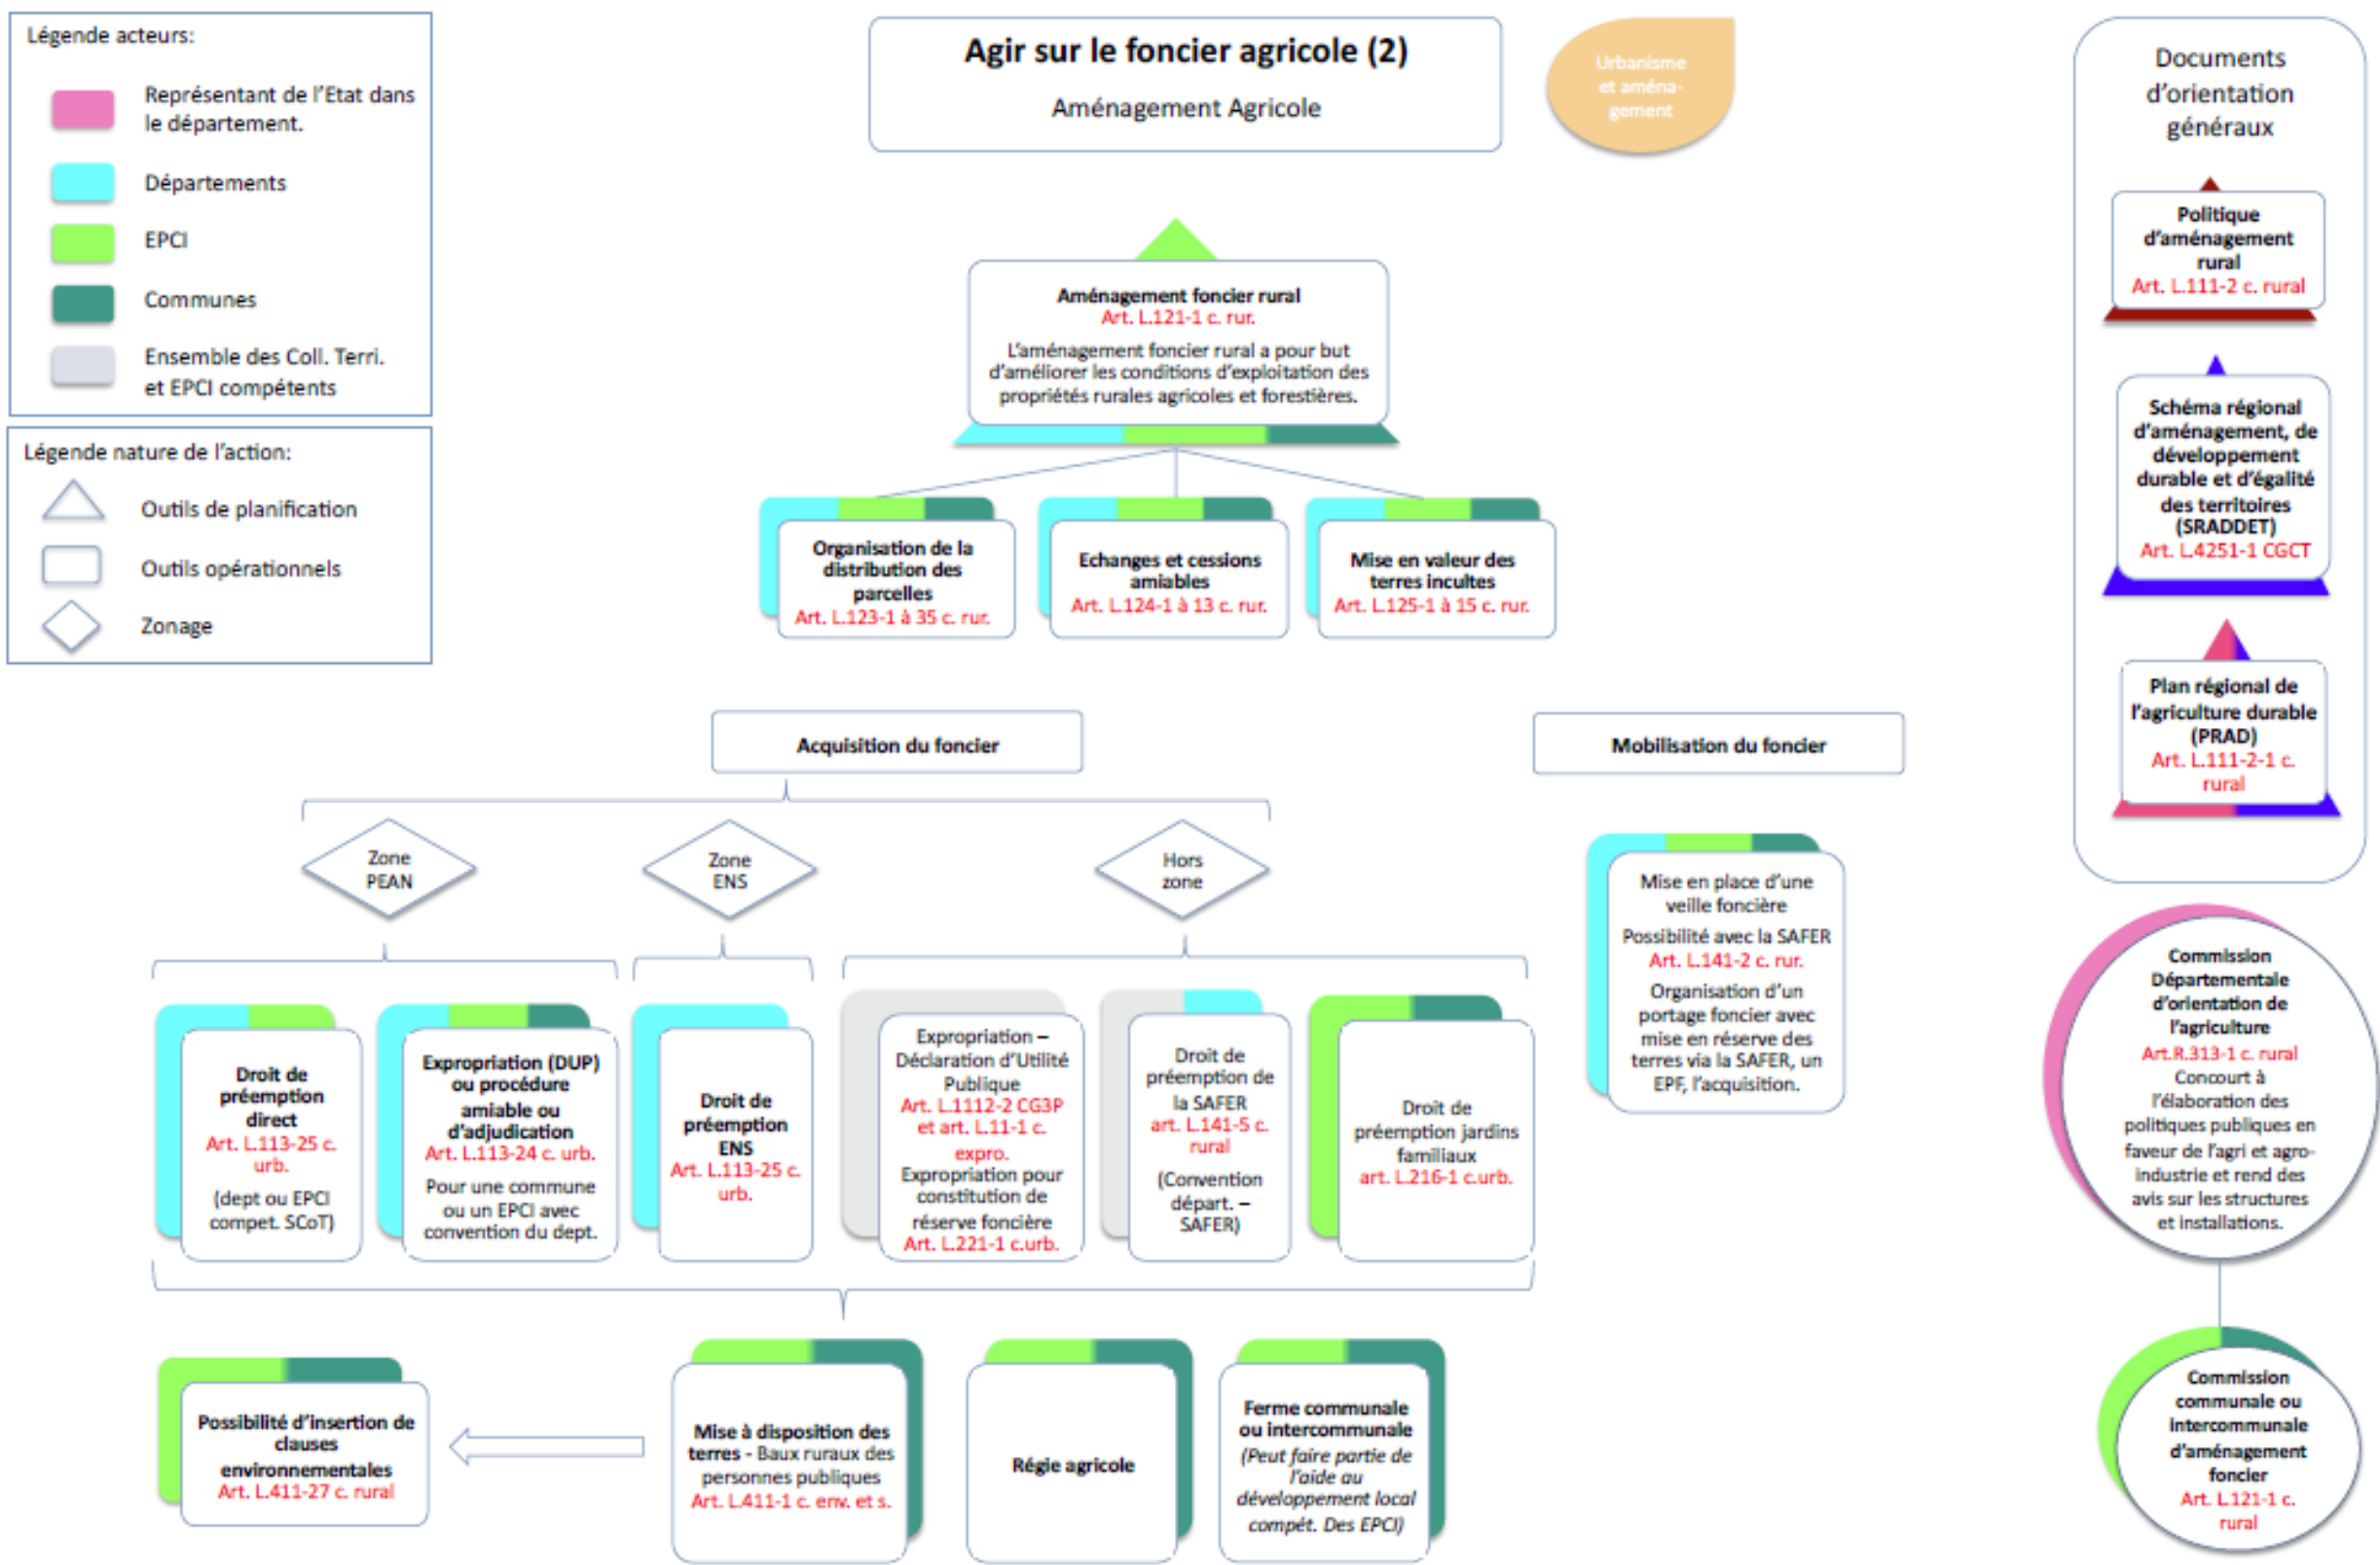 Légende acteurs:
Représentant de l'Etat dans
le département.
Départements
EPCI
Communes
Ensemble des Coll. Terri.
et EPCI compétents
Légende nature de l'action:
Outils de planification
Outils opérationnels
Zonage
Agir sur le foncier agricole (2)
Aménagement Agricole
Urbanisme
et aména-
gement
Aménagement foncier rural
Art. L.121-1 c. rur.
L'aménagement foncier rural a pour but
d'améliorer les conditions d'exploitation des
propriétés rurales agricoles et forestières.
Organisation de la
distribution des
parcelles
Art. L.123-1 à 35 c. rur.
Echanges et cessions
amiables
Art. L.124-1 à 13 c. rur.
Mise en valeur des
terres incultes
Art. L.125-1 à 15 c. rur.
Documents
d'orientation
généraux
Politique
d'aménagement
rural
Art. L.111-2 c. rural
Schéma régional
d'aménagement, de
développement
durable et d'égalité
des territoires
(SRADDET)
Art. L.4251-1 CGCT
Plan régional de
l'agriculture durable
(PRAD)
Art. L.111-2-1 c.
rural
Acquisition du foncier
Zone
PEAN
Zone
ENS
Hors
zone
Droit de
préemption
direct
Art. L.113-25 c.
urb.
(dept ou EPCI
compet. SCoT)
Expropriation (DUP)
ou procédure
amiable ou
d'adjudication
Art. L.113-24 c. urb.
Pour une commune
ou un EPCI avec
convention du dept.
Droit de
préemption
ENS
Art. L.113-25 c.
urb.
Expropriation –
Déclaration d'Utilité
Publique
Art. L.1112-2 CG3P
et art. L.11-1 c.
expro.
Expropriation pour
constitution de
réserve foncière
Art. L.221-1 c.urb.
Droit de
préemption de
la SAFER
art. L.141-5 c.
rural
(Convention
départ. –
SAFER)
Droit de
préemption jardins
familiaux
art. L.216-1 c.urb.
Mobilisation du foncier
Mise en place d'une
veille foncière
Possibilité avec la SAFER
Art. L.141-2 c. rur.
Organisation d'un
portage foncier avec
mise en réserve des
terres via la SAFER, un
EPF, l'acquisition.
Commission
Départementale
d'orientation de
l'agriculture
Art.R.313-1 c. rural
Concourt à
l'élaboration des
politiques publiques en
faveur de l'agri et agro-
industrie et rend des
avis sur les structures
et installations.
Possibilité d'insertion de
clauses
environnementales
Art. L.411-27 c. rural
Mise à disposition des
terres - Baux ruraux des
personnes publiques
Art. L.411-1 c. env. et s.
Régie agricole
Ferme communale
ou intercommunale
(Peut faire partie de
l'aide au
développement local
compét. Des EPCI)
Commission
communale ou
intercommunale
d'aménagement
foncier
Art. L.121-1 c.
rural